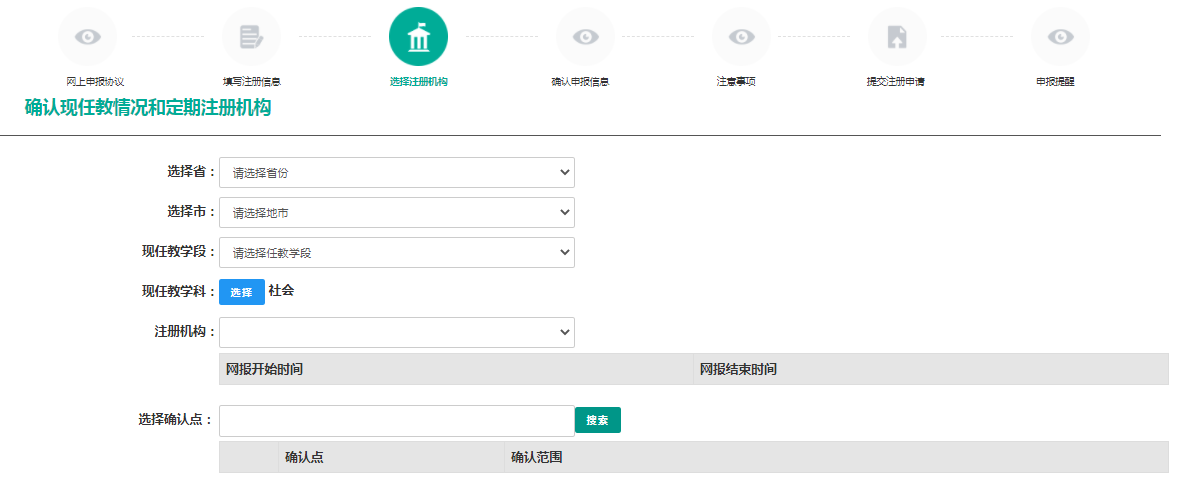 网上申报协议 填写注册信息 选择注册机构 确认申报信息 注意事项 提交注册申请 申报提醒
确认现任教情况和定期注册机构
选择省： 请选择省份
选择市： 请选择地市
现任教学段： 请选择任教学段
现任教学科： 选择 社会
注册机构：
网报开始时间 网报结束时间
选择确认点： 搜索
确认点 确认范围